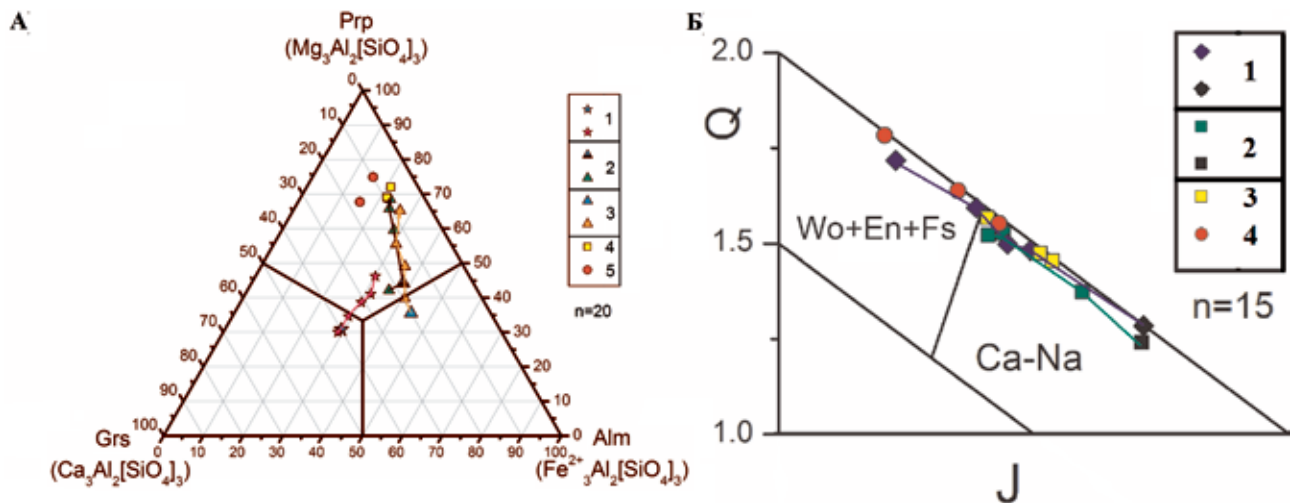 А
Prp
(Mg₃Al₂[SiO₄]₃)
0 100
10 90
20 80
30 70
40 60
50 50
60 40
70 30
80 20
90 10
100 0
0 10 20 30 40 50 60 70 80 90 100
Grs
(Ca₃Al₂[SiO₄]₃)
Alm
(Fe²⁺₃Al₂[SiO₄]₃)
1
2
3
4
5
n=20
Б
2.0
Q
1.5
1.0
Wo+En+Fs
Ca-Na
J
1
2
3
4
n=15